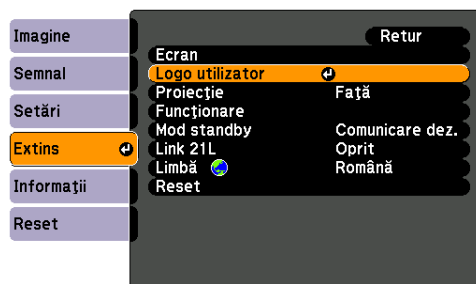 Imagine
Semnal
Setări
Extins
Informaţii
Reset
Retur
Ecran
Logo utilizator
Proiecţie Faţă
Funcţionare
Mod standby Comunicare dez.
Link 21L Oprit
Limbă Română
Reset